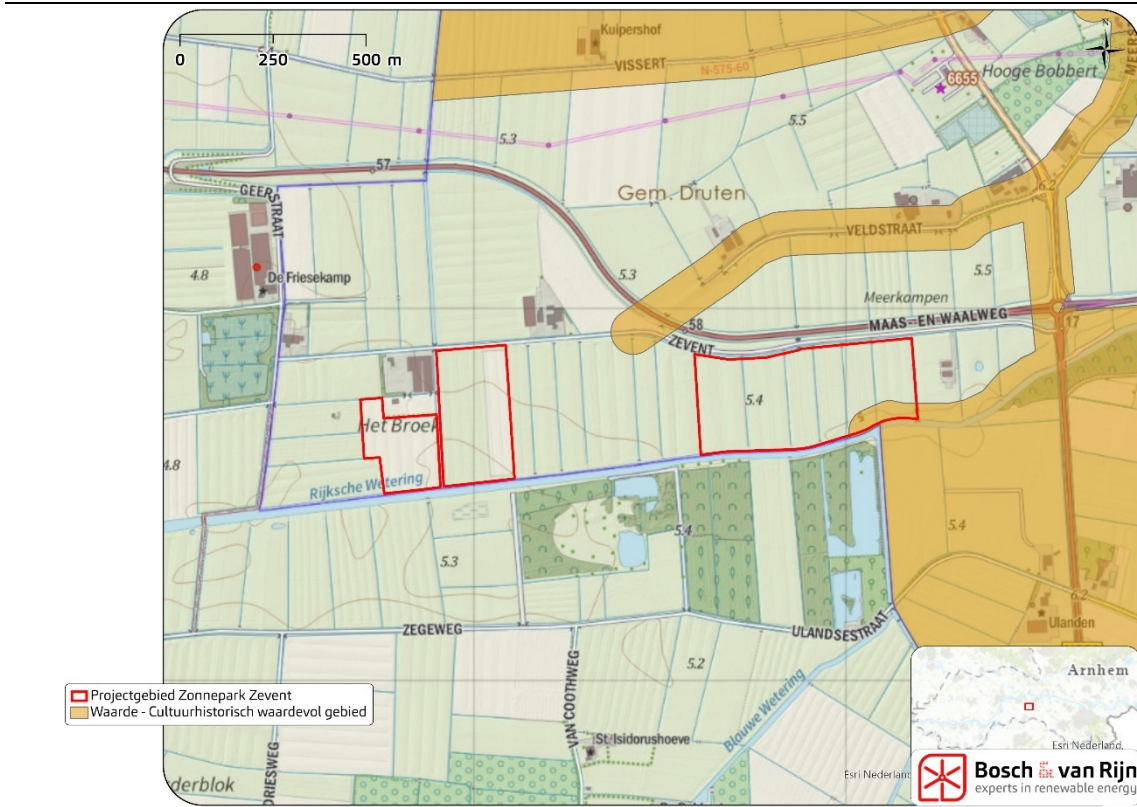 0 250 500 m
Kuipershof
VISSERT
N-575-60
6655
Hooge Bobbert
N
5.3
5.5
57
GEERSTRAAT
Gem. Druten
6.2
VELDSTRAAT
4.8
De Friesekamp
5.3
5.5
Meerkampen
58
MAAS- EN WAALWEG
17
ZEVENT
5.4
Het Broek
4.8
Rijksche Wetering
5.4
5.4
5.3
6.2
ZEGEWEG
ULANDSESTRAAT
Ulanden
5.2
VAN COOTHWEG
Blauwe Wetering
St. Isidorushoeve
DRIESWEG
derblok
Arnhem
Esri Nederland,
Esri Nederland
Projectgebied Zonnepark Zevent
Waarde - Cultuurhistorisch waardevol gebied
Bosch & van Rijn
experts in renewable energy